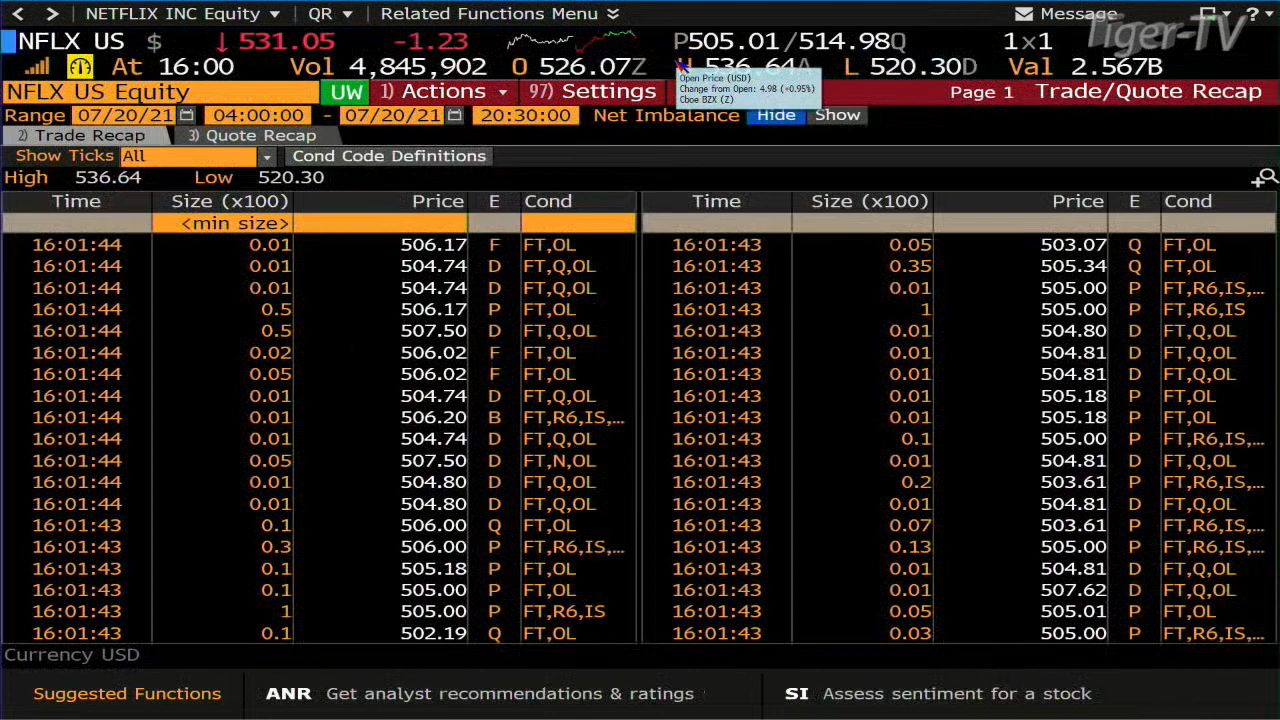 NETFLIX INC Equity QR Related Functions Menu Message ?
Tiger-TV
NFLX US $ ↓531.05 -1.23 P505.01/514.98Q 1×1
At 16:00 Vol 4,845,902 O 526.07Z H 536.64A L 520.30D Val 2.567B
Open Price (USD)
Change from Open: 4.98 (+0.95%)
Cboe BZX (Z)
NFLX US Equity UW 1) Actions 97) Settings Page 1 Trade/Quote Recap
Range 07/20/21 04:00:00 - 07/20/21 20:30:00 Net Imbalance Hide Show
2) Trade Recap 3) Quote Recap
Show Ticks All Cond Code Definitions
High 536.64 Low 520.30
Time Size (x100) Price E Cond Time Size (x100) Price E Cond
<min size>
16:01:44 0.01 506.17 F FT,OL 16:01:43 0.05 503.07 Q FT,OL
16:01:44 0.01 504.74 D FT,Q,OL 16:01:43 0.35 505.34 Q FT,OL
16:01:44 0.01 504.74 D FT,Q,OL 16:01:43 0.01 505.00 P FT,R6,IS,...
16:01:44 0.5 506.17 P FT,OL 16:01:43 1 505.00 P FT,R6,IS
16:01:44 0.5 507.50 D FT,Q,OL 16:01:43 0.01 504.80 D FT,Q,OL
16:01:44 0.02 506.02 F FT,OL 16:01:43 0.01 504.81 D FT,Q,OL
16:01:44 0.05 506.02 F FT,OL 16:01:43 0.01 504.81 D FT,Q,OL
16:01:44 0.01 504.74 D FT,Q,OL 16:01:43 0.01 505.18 P FT,OL
16:01:44 0.01 506.20 B FT,R6,IS,... 16:01:43 0.01 505.18 P FT,OL
16:01:44 0.01 504.74 D FT,Q,OL 16:01:43 0.1 505.00 P FT,R6,IS,...
16:01:44 0.05 507.50 D FT,N,OL 16:01:43 0.01 504.81 D FT,Q,OL
16:01:44 0.01 504.80 D FT,Q,OL 16:01:43 0.2 503.61 P FT,R6,IS,...
16:01:44 0.01 504.80 D FT,Q,OL 16:01:43 0.01 504.81 D FT,Q,OL
16:01:43 0.1 506.00 Q FT,OL 16:01:43 0.07 503.61 P FT,R6,IS,...
16:01:43 0.3 506.00 P FT,R6,IS,... 16:01:43 0.13 505.00 P FT,R6,IS,...
16:01:43 0.1 505.18 P FT,OL 16:01:43 0.01 504.81 D FT,Q,OL
16:01:43 0.1 505.00 P FT,OL 16:01:43 0.01 507.62 D FT,Q,OL
16:01:43 1 505.00 P FT,R6,IS 16:01:43 0.05 505.01 P FT,OL
16:01:43 0.1 502.19 Q FT,OL 16:01:43 0.03 505.00 P FT,R6,IS,...
Currency USD
Suggested Functions ANR Get analyst recommendations & ratings SI Assess sentiment for a stock